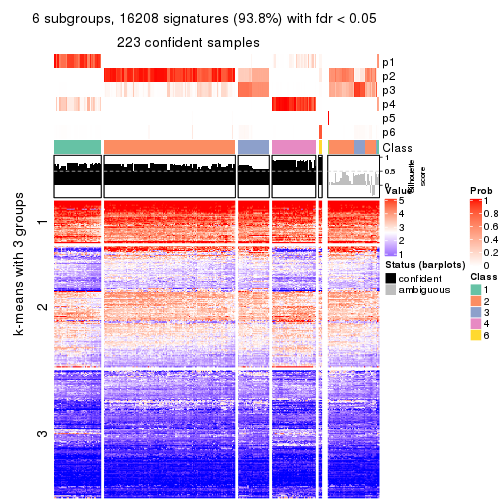 6 subgroups, 16208 signatures (93.8%) with fdr < 0.05
223 confident samples
p1
p2
p3
p4
p5
p6
Class
1
0.5
0
Silhouette
score
k-means with 3 groups
1
2
3
Value
5
4
3
2
1
Status (barplots)
confident
ambiguous
Prob
1
0.8
0.6
0.4
0.2
0
Class
1
2
3
4
6